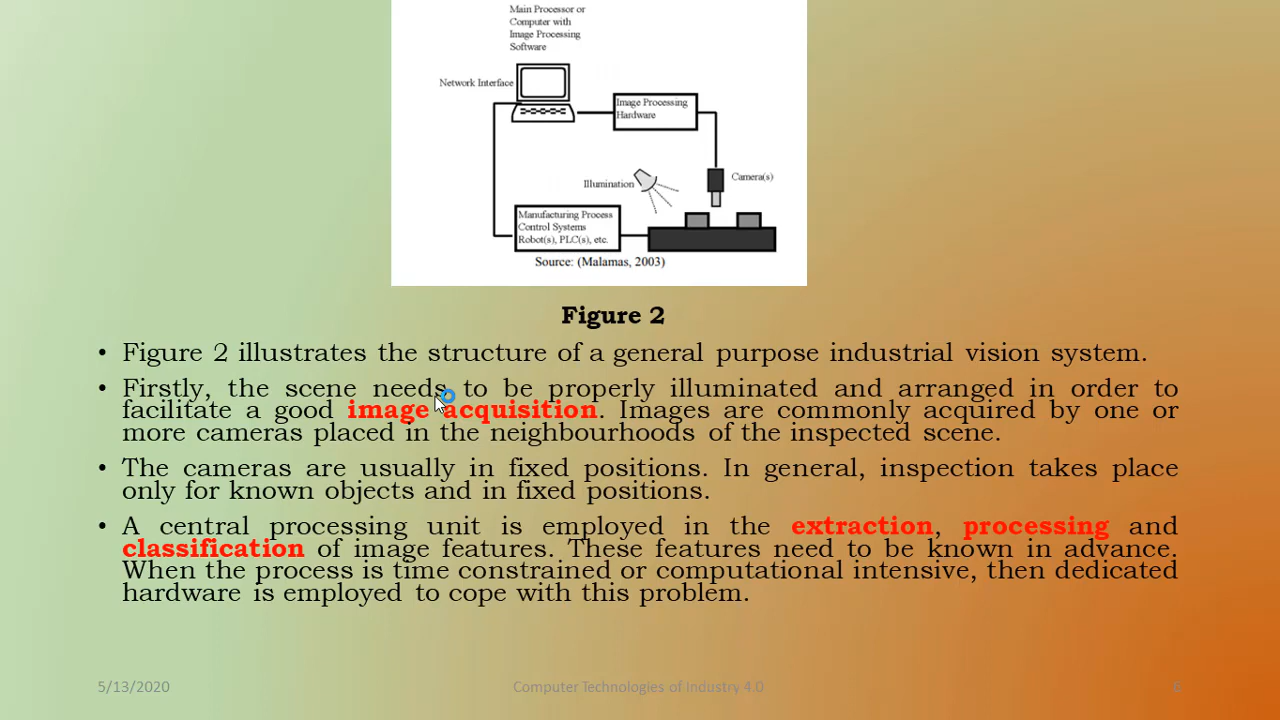 Main Processor or
Computer with
Image Processing
Software
Network Interface
Image Processing
Hardware
Illumination
Camera(s)
Manufacturing Process
Control Systems
Robot(s), PLC(s), etc.
Source: (Malamas, 2003)
Figure 2
• Figure 2 illustrates the structure of a general purpose industrial vision system.
• Firstly, the scene needs to be properly illuminated and arranged in order to
facilitate a good image acquisition. Images are commonly acquired by one or
more cameras placed in the neighbourhoods of the inspected scene.
• The cameras are usually in fixed positions. In general, inspection takes place
only for known objects and in fixed positions.
• A central processing unit is employed in the extraction, processing and
classification of image features. These features need to be known in advance.
When the process is time constrained or computational intensive, then dedicated
hardware is employed to cope with this problem.
5/13/2020
Computer Technologies of Industry 4.0
6